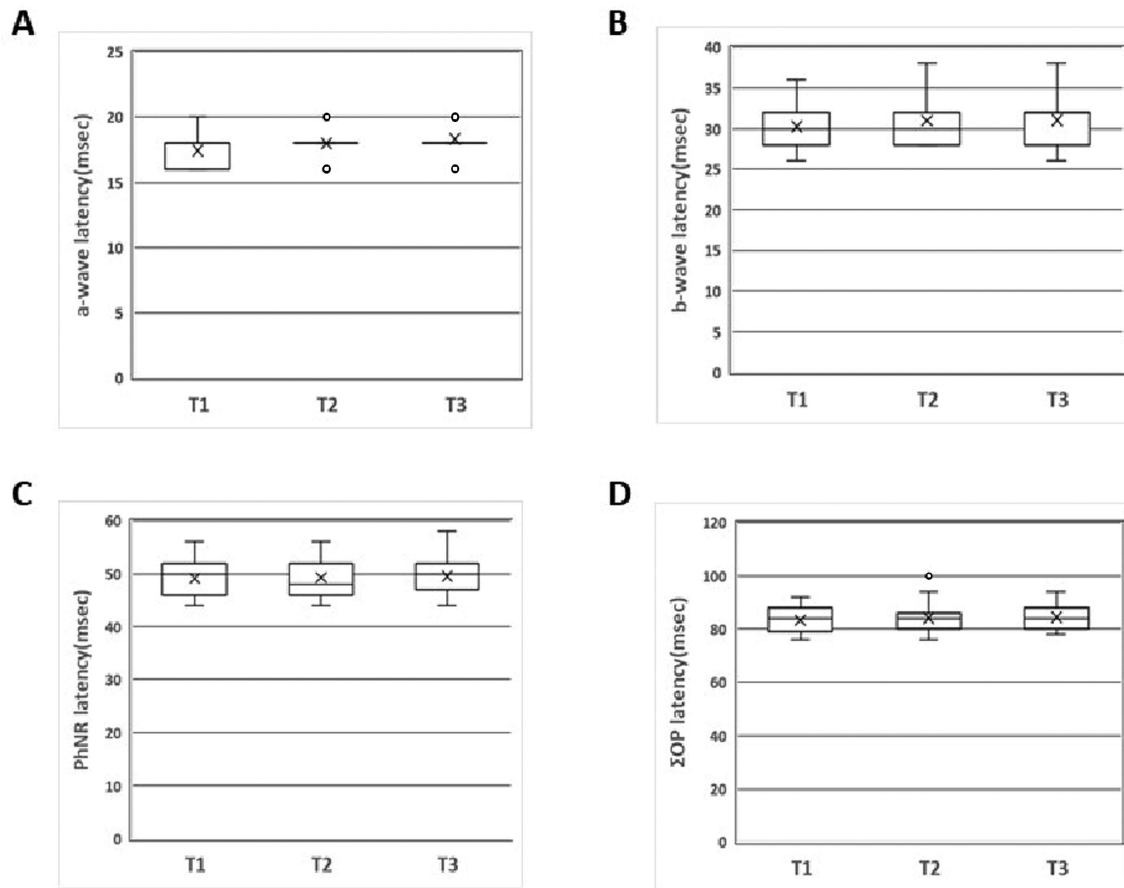 A
a-wave latency(msec)
25
20
15
10
5
0
T1 T2 T3
B
b-wave latency(msec)
40
35
30
25
20
15
10
5
0
T1 T2 T3
C
PhNR latency(msec)
60
50
40
30
20
10
0
T1 T2 T3
D
ΣOP latency(msec)
120
100
80
60
40
20
0
T1 T2 T3